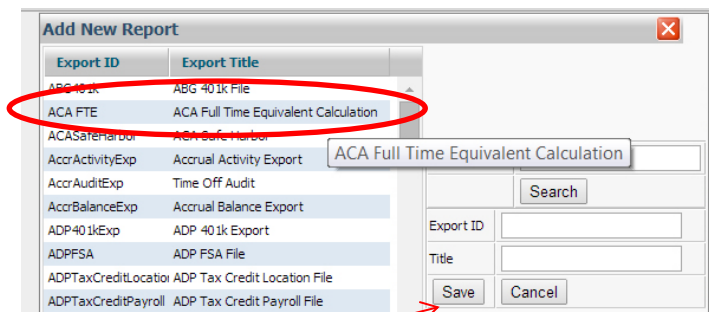 Add New Report
Export ID Export Title
ABG401k ABG 401k File
ACA FTE ACA Full Time Equivalent Calculation
ACASafeHarbor ACA Safe Harbor
AccrActivityExp Accrual Activity Export
ACA Full Time Equivalent Calculation
AccrAuditExp Time Off Audit
Search
AccrBalanceExp Accrual Balance Export
ADP401kExp ADP 401k Export
Export ID
ADPFSA ADP FSA File
Title
ADPTaxCreditLocation ADP Tax Credit Location File
ADPTaxCreditPayroll ADP Tax Credit Payroll File
Save Cancel